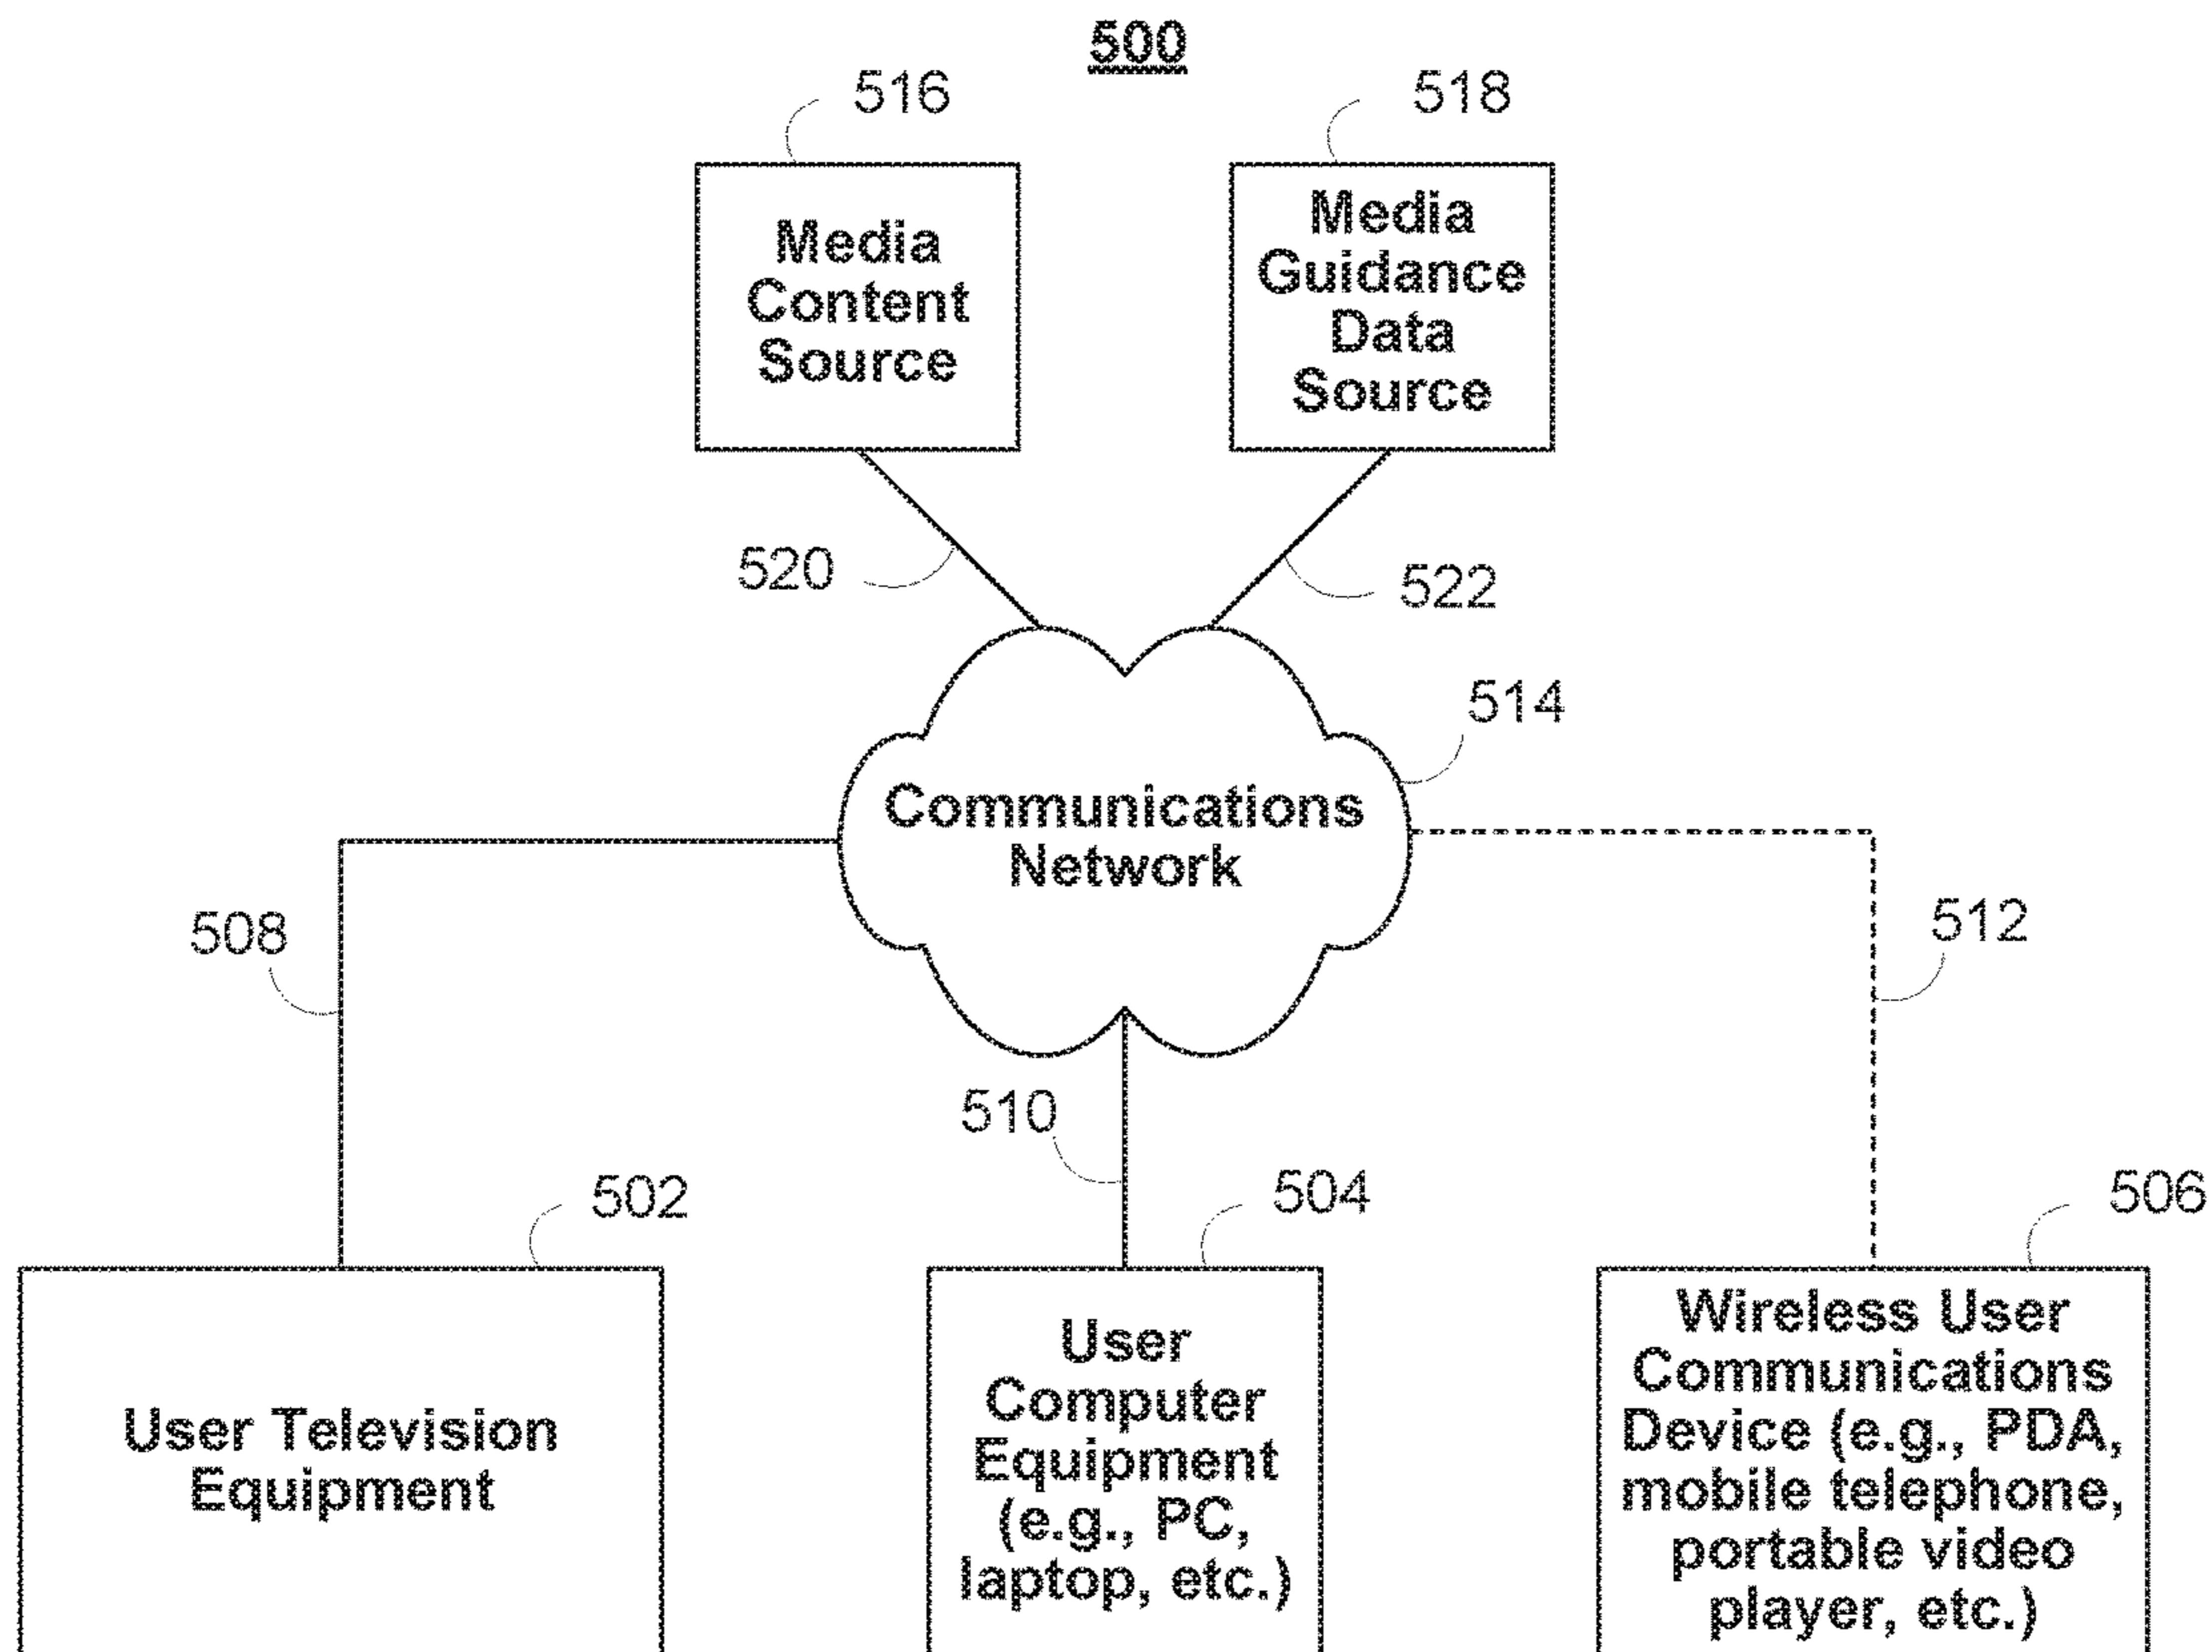 500
516
518
Media
Content
Source
Media
Guidance
Data
Source
520
522
514
Communications
Network
508
512
510
502
504
506
User Television
Equipment
User
Computer
Equipment
(e.g., PC,
laptop, etc.)
Wireless User
Communications
Device (e.g., PDA,
mobile telephone,
portable video
player, etc.)